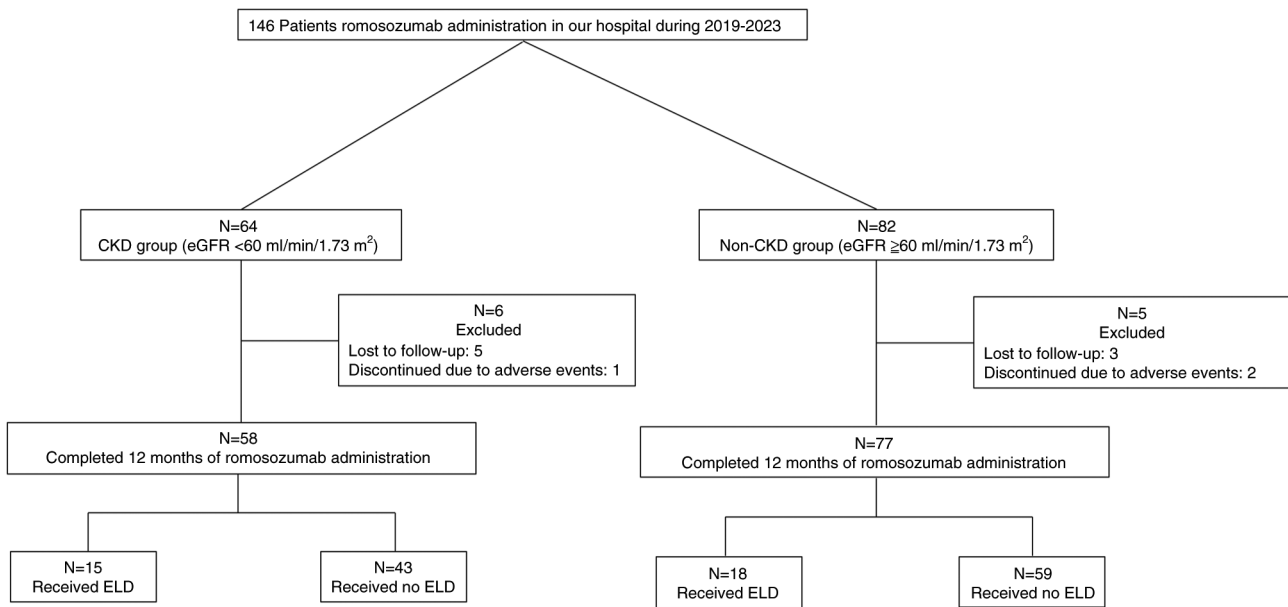 146 Patients romosozumab administration in our hospital during 2019-2023
N=64
CKD group (eGFR <60 ml/min/1.73 m²)
N=82
Non-CKD group (eGFR ≧60 ml/min/1.73 m²)
N=6
Excluded
Lost to follow-up: 5
Discontinued due to adverse events: 1
N=5
Excluded
Lost to follow-up: 3
Discontinued due to adverse events: 2
N=58
Completed 12 months of romosozumab administration
N=77
Completed 12 months of romosozumab administration
N=15
Received ELD
N=43
Received no ELD
N=18
Received ELD
N=59
Received no ELD